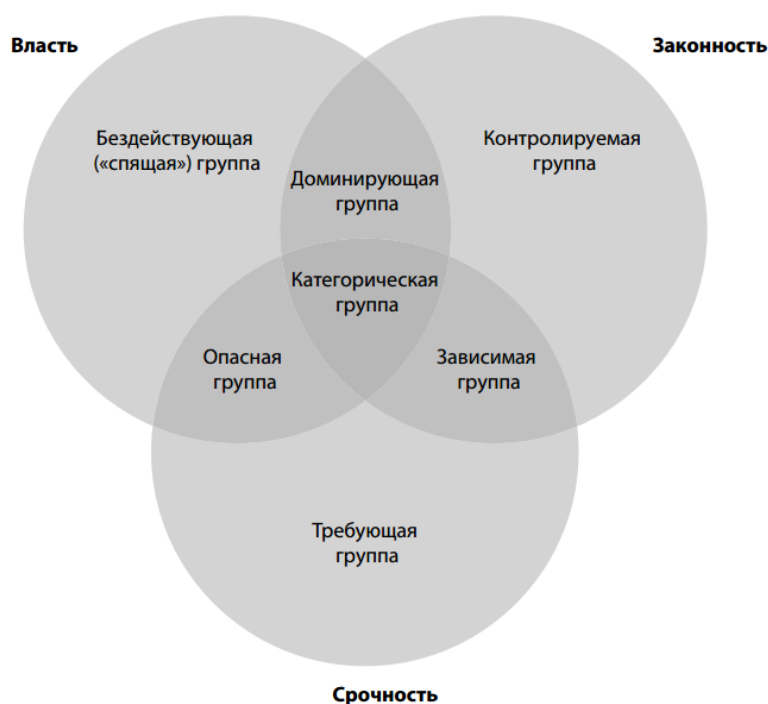 Власть
Законность
Бездействующая
(«спящая») группа
Контролируемая
группа
Доминирующая
группа
Категорическая
группа
Опасная
группа
Зависимая
группа
Требующая
группа
Срочность